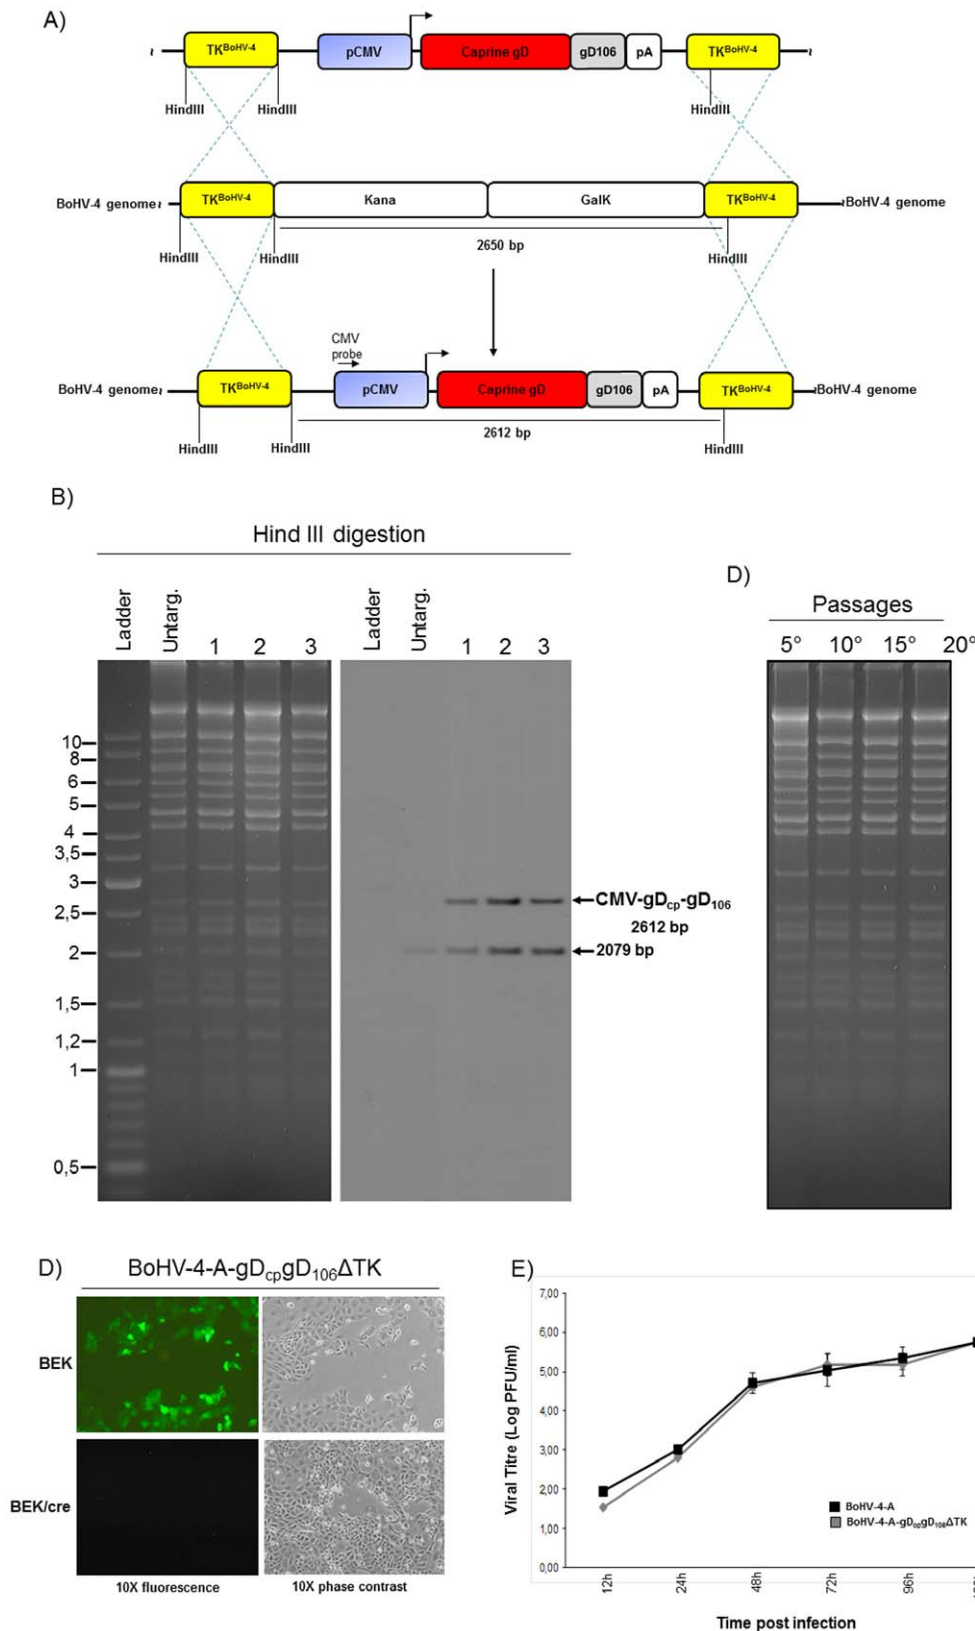 A)
TK^BoHV-4 pCMV Caprine gD gD106 pA TK^BoHV-4
HindIII HindIII HindIII
BoHV-4 genome TK^BoHV-4 Kana GalK TK^BoHV-4 BoHV-4 genome
2650 bp
HindIII HindIII HindIII
CMV
probe
BoHV-4 genome TK^BoHV-4 pCMV Caprine gD gD106 pA TK^BoHV-4 BoHV-4 genome
2612 bp
HindIII HindIII HindIII
B)
Hind III digestion
Ladder Untarg. 1 2 3 Ladder Untarg. 1 2 3
10
8
6
5
4
3,5
3
2,5
2
1,5
1,2
1
0,5
CMV-gDcp-gD106
2612 bp
2079 bp
D)
Passages
5° 10° 15° 20°
D) BoHV-4-A-gDcpgD106ΔTK
BEK
BEK/cre
10X fluorescence 10X phase contrast
E)
Viral Titre (Log PFU/ml)
7,00
6,00
5,00
4,00
3,00
2,00
1,00
0,00
BoHV-4-A
BoHV-4-A-gDcpgD106ΔTK
12h 24h 48h 72h 96h
Time post infection